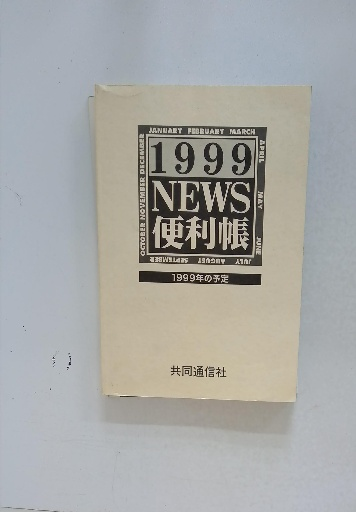 JANUARY FEBRUARY MARCH
APRIL MAY JUNE
JULY AUGUST SEPTEMBER
OCTOBER NOVEMBER DECEMBER
1999
NEWS
便利帳
1999年の予定
共同通信社